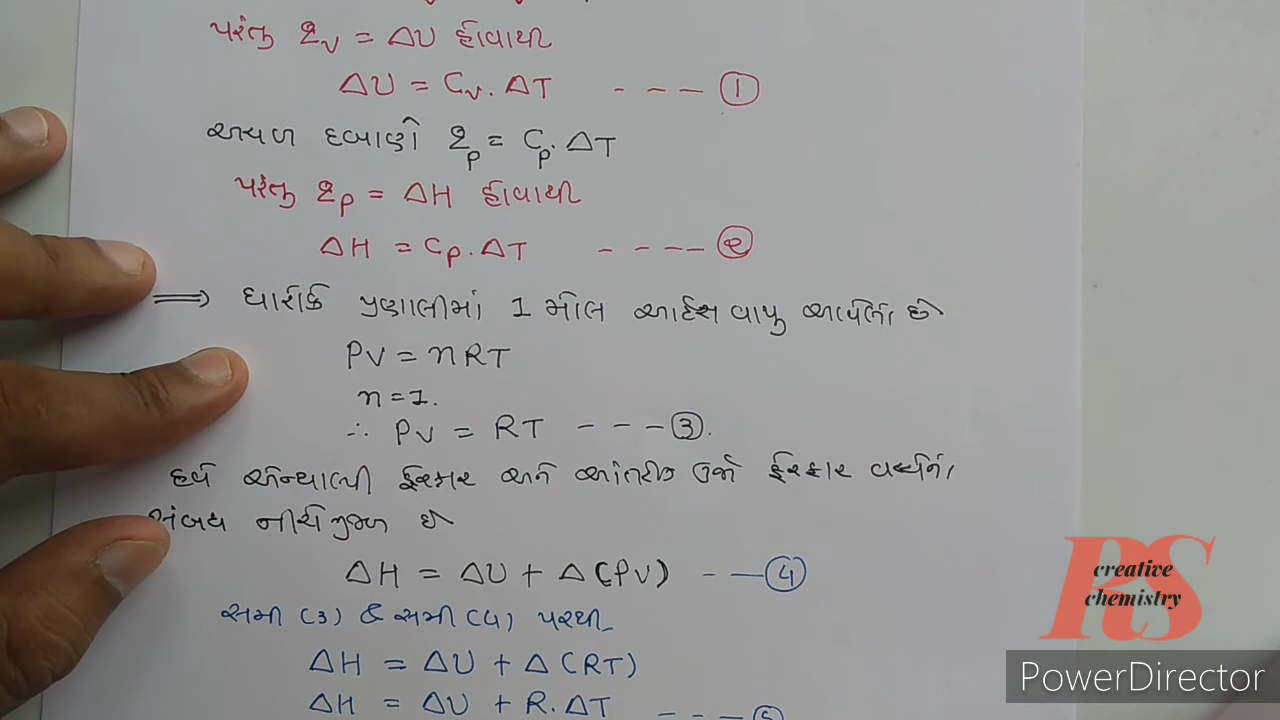 પરંતુ qᵥ = ΔU હોવાથી
ΔU = Cᵥ. ΔT ---- ①
અચળ દબાણે qₚ = Cₚ. ΔT
પરંતુ qₚ = ΔH હોવાથી
ΔH = Cₚ. ΔT ---- ②
⟹ ધારોકે પ્રણાલીમાં 1 મોલ આદર્શ વાયુ આવેલો છે
PV = nRT
n=1.
∴ PV = RT --- ③.
હવે એન્થાલ્પી ફેરફાર અને આંતરીક ઉર્જા ફેરફાર વચ્ચેનો
સંબંધ નીચેમુજબ છે
ΔH = ΔU + Δ(PV) -- ④
સમી (3) & સમી (4) પરથી
ΔH = ΔU + Δ(RT)
ΔH = ΔU + R. ΔT ----
RS
creative
chemistry
PowerDirector